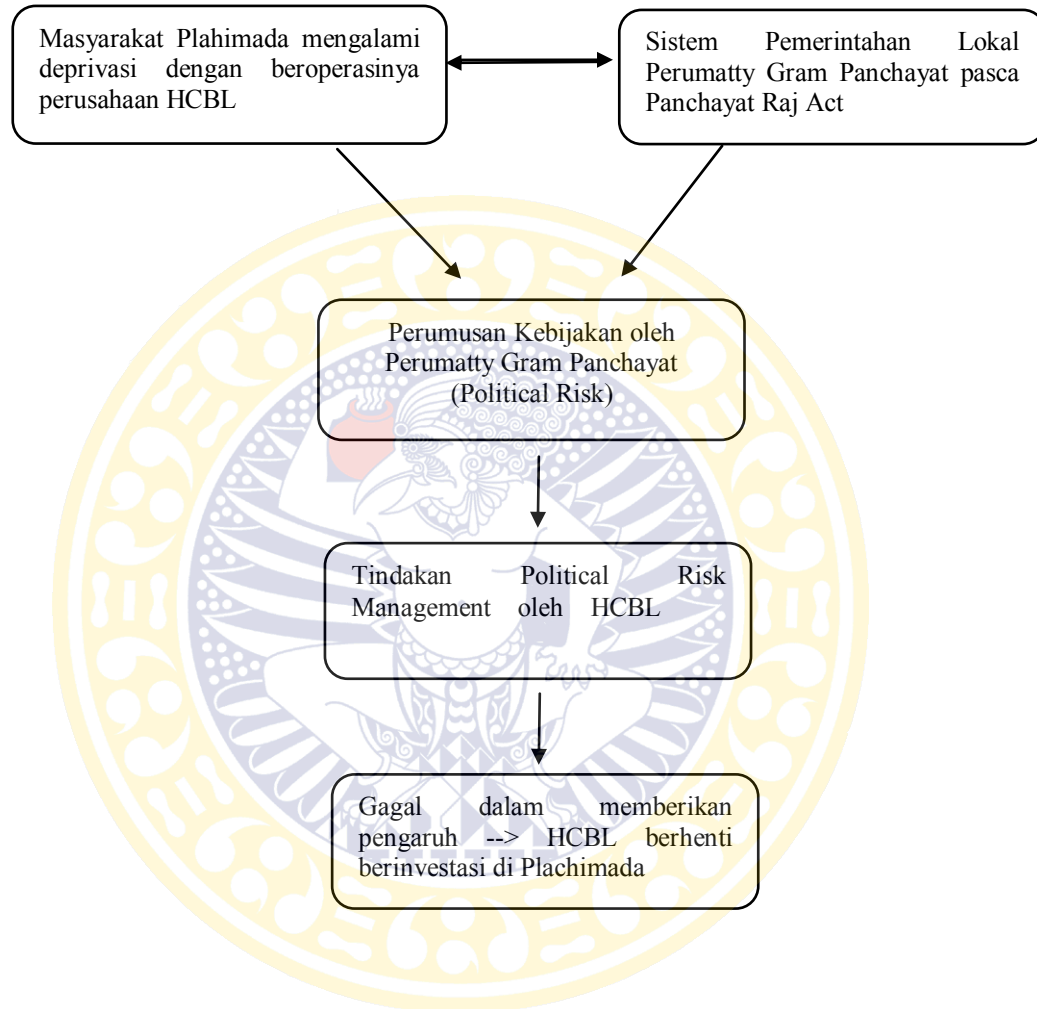 Masyarakat Plahimada mengalami
deprivasi dengan beroperasinya
perusahaan HCBL
Sistem Pemerintahan Lokal
Perumatty Gram Panchayat pasca
Panchayat Raj Act
Perumusan Kebijakan oleh
Perumatty Gram Panchayat
(Political Risk)
Tindakan Political Risk
Management oleh HCBL
Gagal dalam memberikan
pengaruh --> HCBL berhenti
berinvestasi di Plachimada